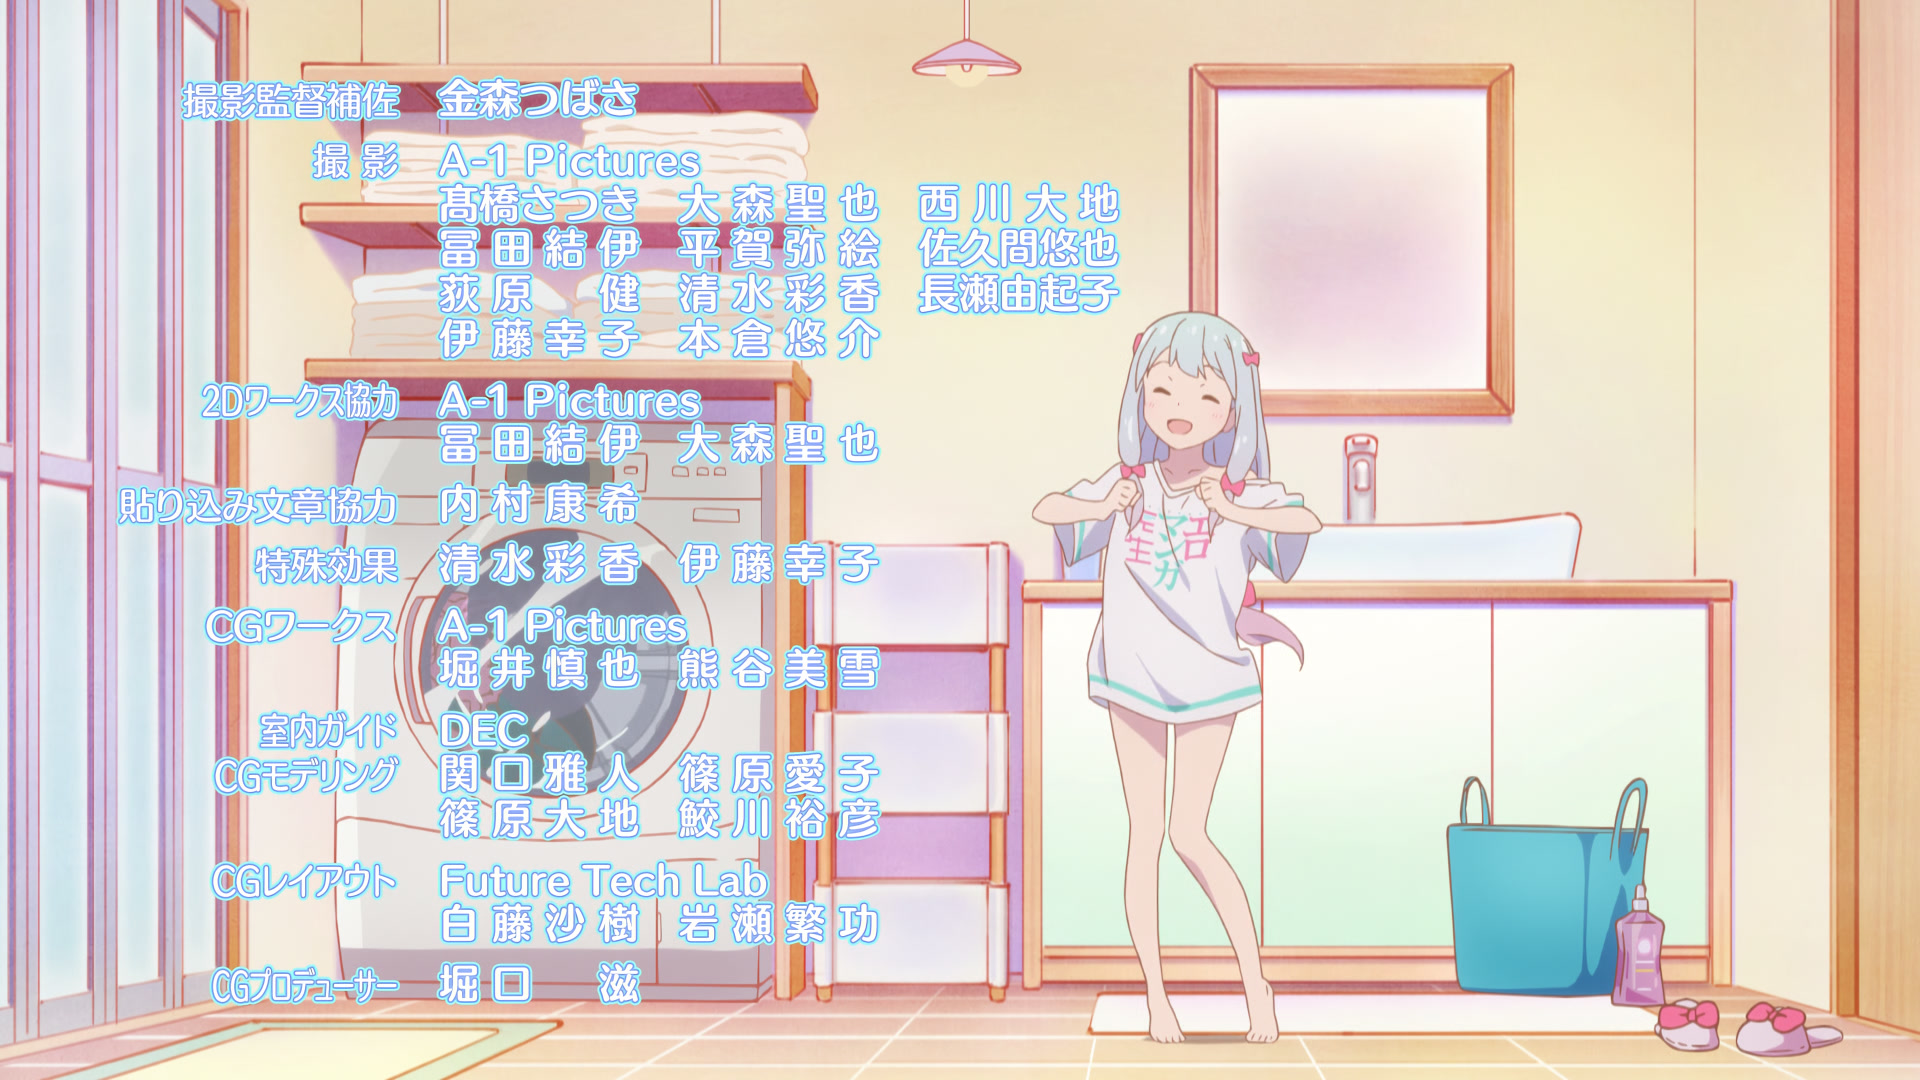 撮影監督補佐 金森つばさ
撮影 A-1 Pictures
髙橋さつき 大森聖也 西川大地
冨田結伊 平賀弥絵 佐久間悠也
荻原 健 清水彩香 長瀬由起子
伊藤幸子 本倉悠介
2Dワークス協力 A-1 Pictures
冨田結伊 大森聖也
貼り込み文章協力 内村康希
特殊効果 清水彩香 伊藤幸子
CGワークス A-1 Pictures
堀井慎也 熊谷美雪
室内ガイド DEC
CGモデリング 関口雅人 篠原愛子
篠原大地 鮫川裕彦
CGレイアウト Future Tech Lab
白藤沙樹 岩瀬繁功
CGプロデューサー 堀口 滋
エロ
マンガ
先生